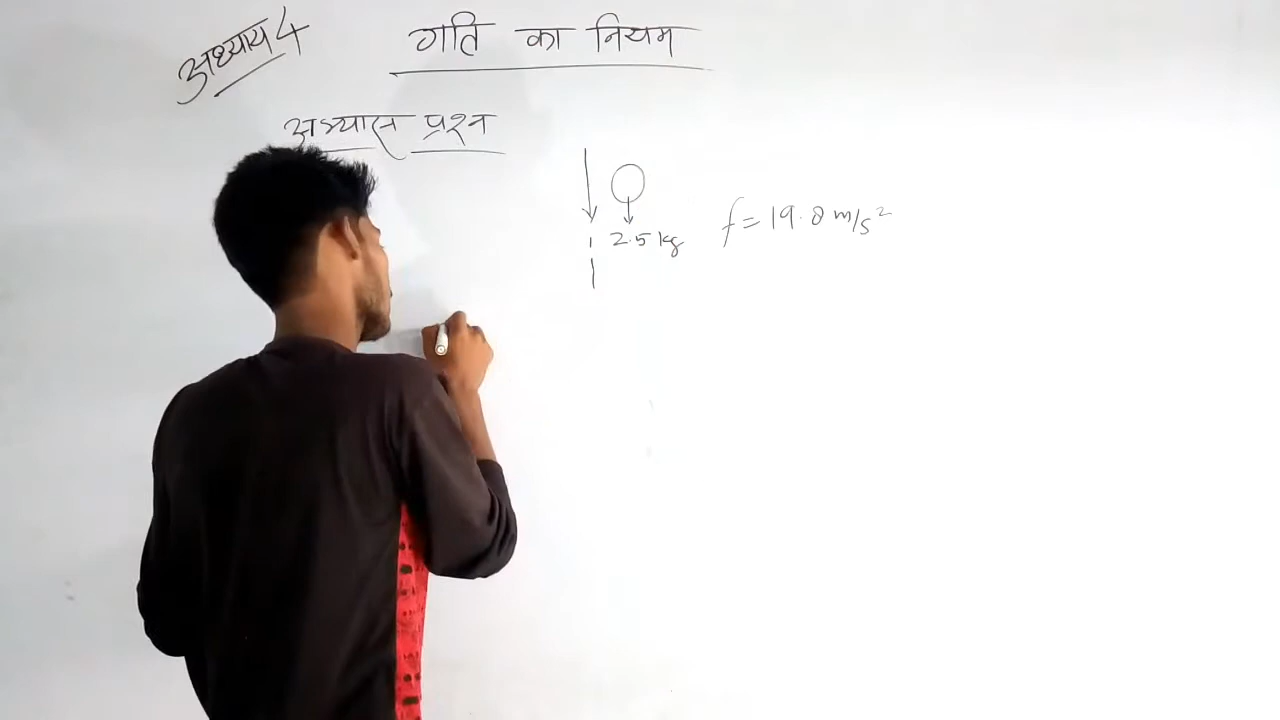 अध्याय 4
गति का नियम
अभ्यास प्रश्न
2.5 kg
f = 19.8 m/s²